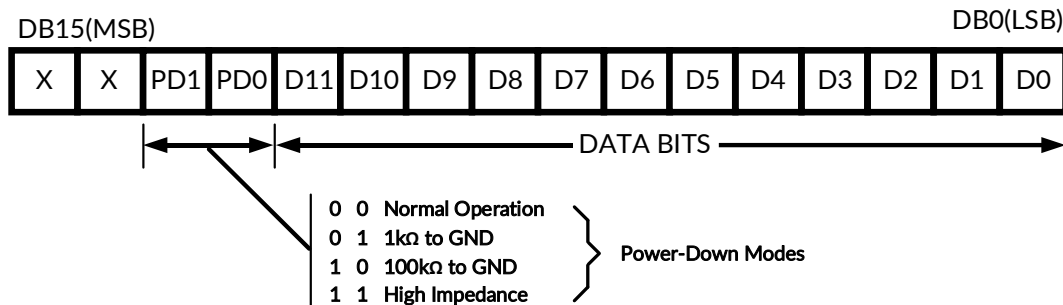 DB15(MSB)
DB0(LSB)
X X PD1 PD0 D11 D10 D9 D8 D7 D6 D5 D4 D3 D2 D1 D0
DATA BITS
0 0 Normal Operation
0 1 1kΩ to GND
1 0 100kΩ to GND
1 1 High Impedance
Power-Down Modes